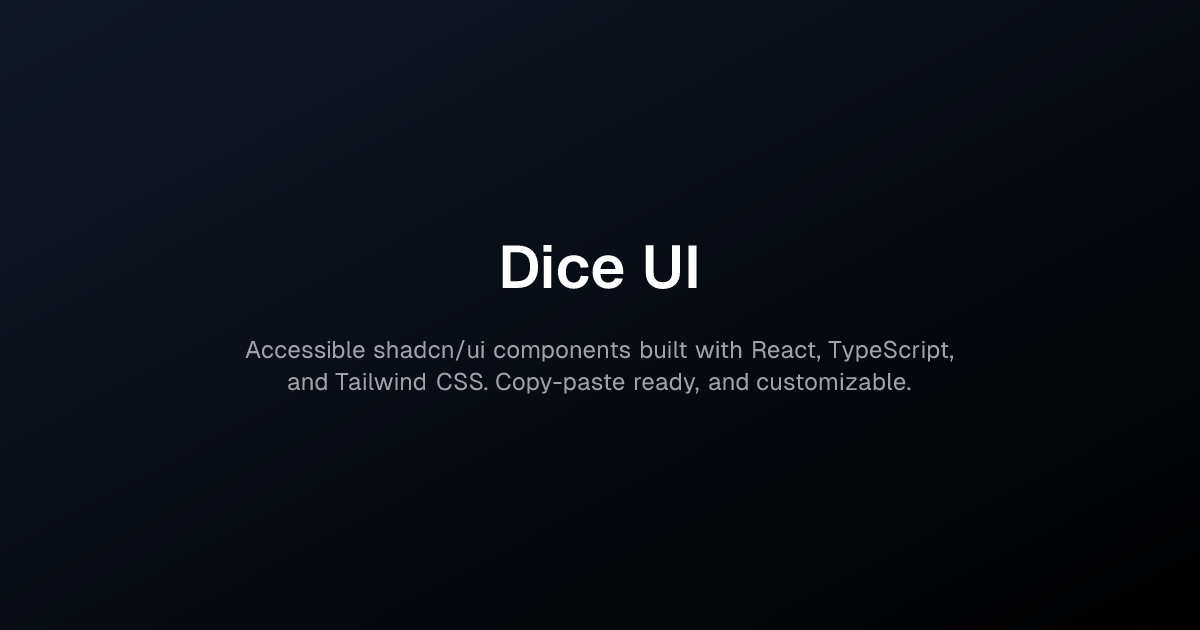 Dice UI
Accessible shadcn/ui components built with React, TypeScript,
and Tailwind CSS. Copy-paste ready, and customizable.